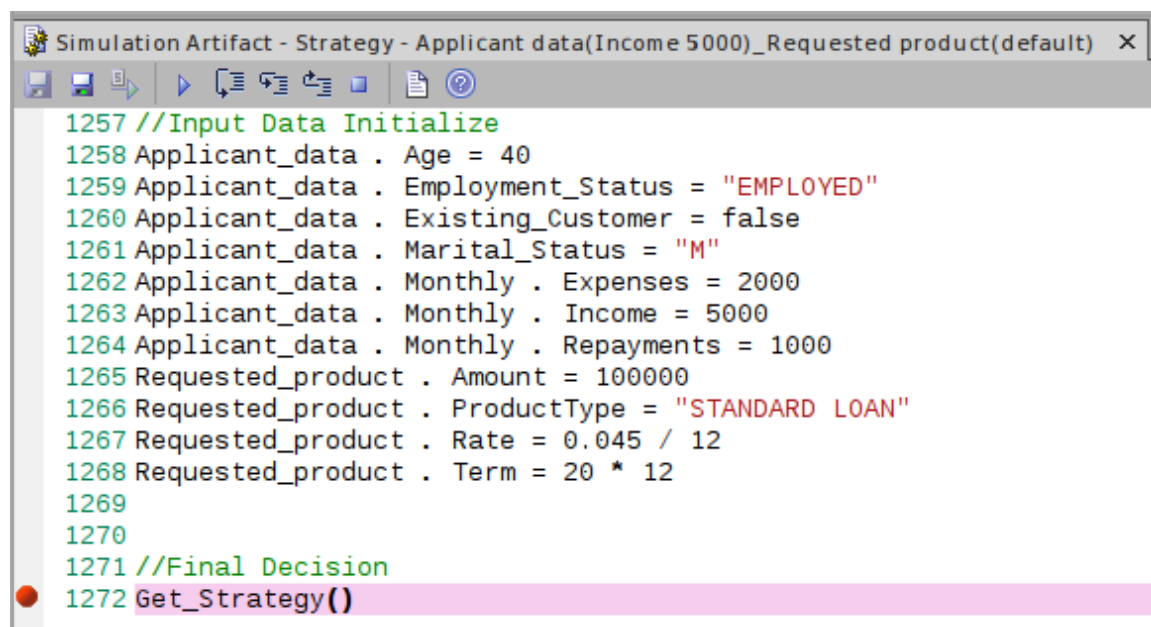 Simulation Artifact - Strategy - Applicant data(Income 5000)_Requested product(default) ×
1257 //Input Data Initialize
1258 Applicant_data . Age = 40
1259 Applicant_data . Employment_Status = "EMPLOYED"
1260 Applicant_data . Existing_Customer = false
1261 Applicant_data . Marital_Status = "M"
1262 Applicant_data . Monthly . Expenses = 2000
1263 Applicant_data . Monthly . Income = 5000
1264 Applicant_data . Monthly . Repayments = 1000
1265 Requested_product . Amount = 100000
1266 Requested_product . ProductType = "STANDARD LOAN"
1267 Requested_product . Rate = 0.045 / 12
1268 Requested_product . Term = 20 * 12
1269
1270
1271 //Final Decision
1272 Get_Strategy()